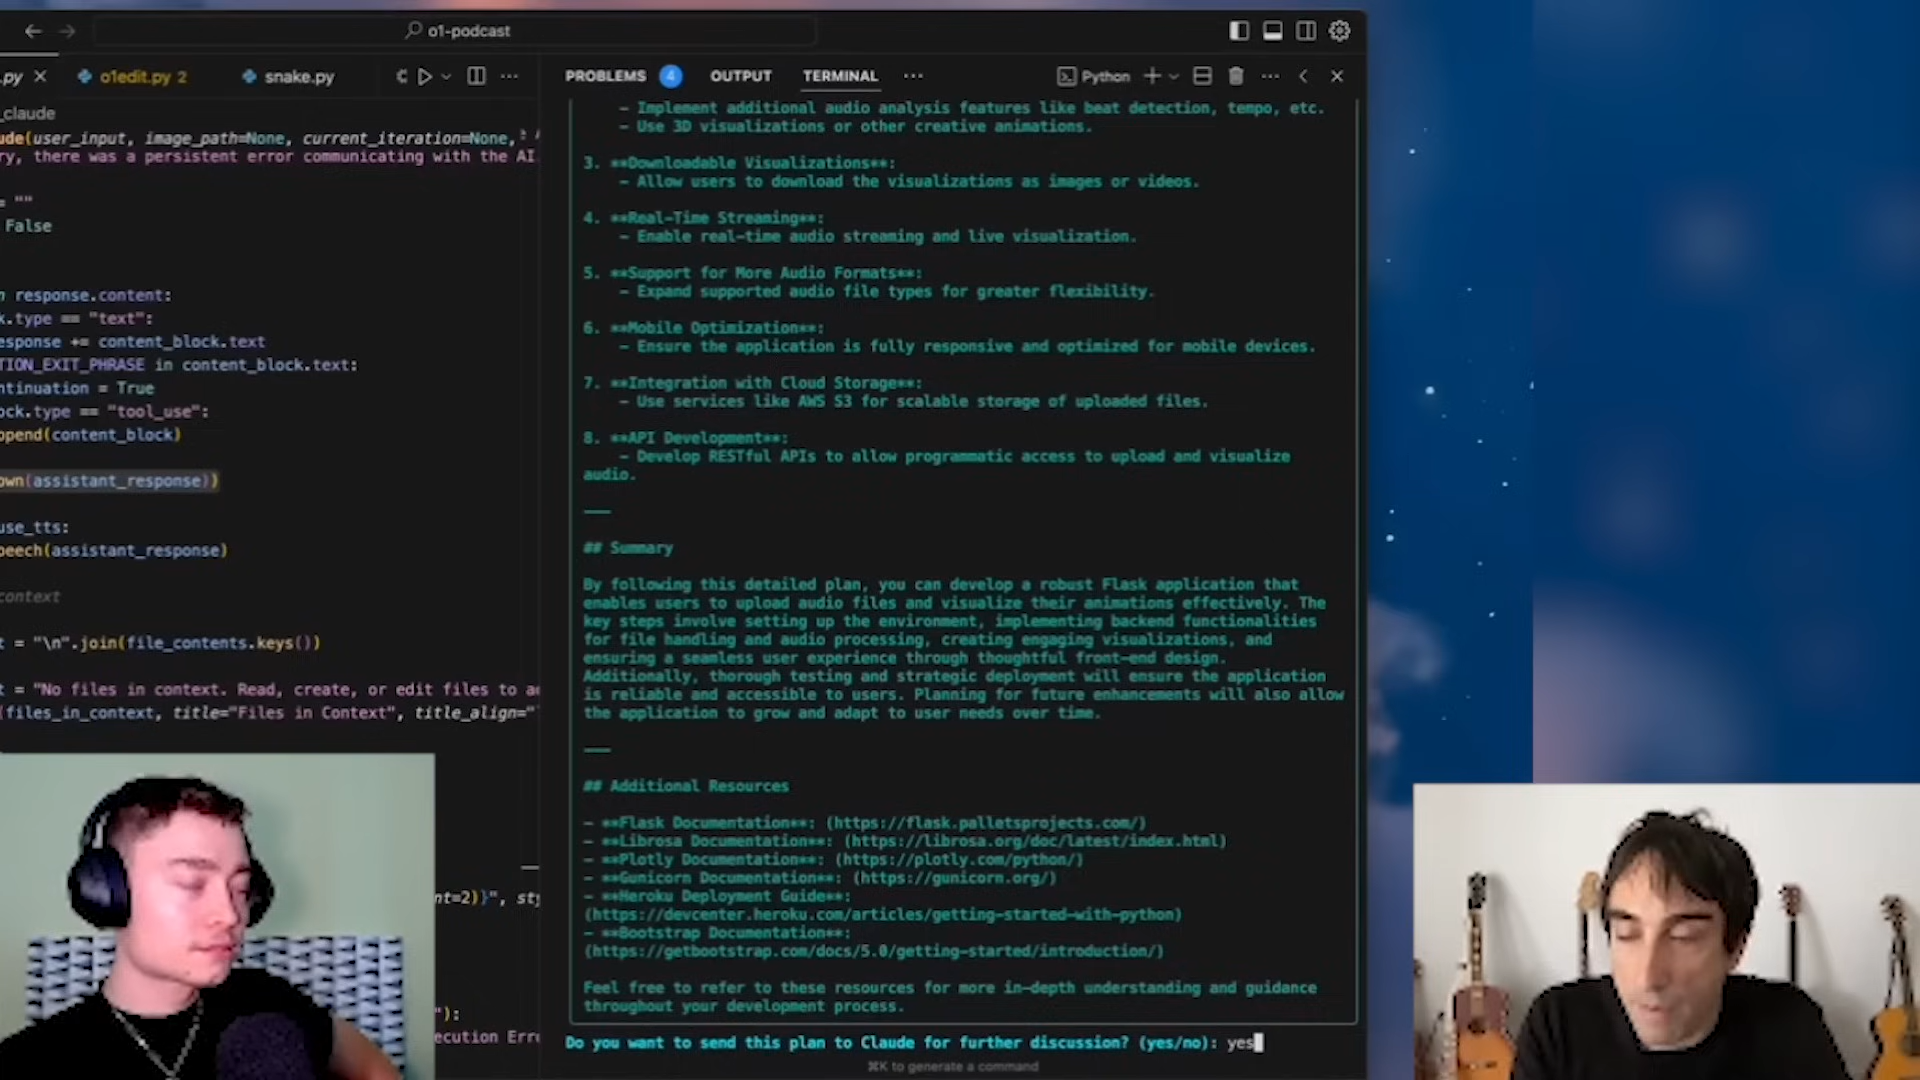 o1-podcast
.py
o1edit.py 2
snake.py
PROBLEMS 4 OUTPUT TERMINAL ··· Python
_claude
ude(user_input, image_path=None, current_iteration=None,
ry, there was a persistent error communicating with the AI.
= ""
False
n response.content:
k.type == "text":
esponse += content_block.text
TION_EXIT_PHRASE in content_block.text:
ntinuation = True
ock.type == "tool_use":
ppend(content_block)
own(assistant_response))
use_tts:
peech(assistant_response)
context
t = "\n".join(file_contents.keys())
t = "No files in context. Read, create, or edit files to ad
(files_in_context, title="Files in Context", title_align="
nt=2)}", sty
"):
ecution Erro
– Implement additional audio analysis features like beat detection, tempo, etc.
– Use 3D visualizations or other creative animations.
3. **Downloadable Visualizations**:
– Allow users to download the visualizations as images or videos.
4. **Real-Time Streaming**:
– Enable real-time audio streaming and live visualization.
5. **Support for More Audio Formats**:
– Expand supported audio file types for greater flexibility.
6. **Mobile Optimization**:
– Ensure the application is fully responsive and optimized for mobile devices.
7. **Integration with Cloud Storage**:
– Use services like AWS S3 for scalable storage of uploaded files.
8. **API Development**:
– Develop RESTful APIs to allow programmatic access to upload and visualize
audio.
---
## Summary
By following this detailed plan, you can develop a robust Flask application that
enables users to upload audio files and visualize their animations effectively. The
key steps involve setting up the environment, implementing backend functionalities
for file handling and audio processing, creating engaging visualizations, and
ensuring a seamless user experience through thoughtful front-end design.
Additionally, thorough testing and strategic deployment will ensure the application
is reliable and accessible to users. Planning for future enhancements will also allow
the application to grow and adapt to user needs over time.
---
## Additional Resources
– **Flask Documentation**: (https://flask.palletsprojects.com/)
– **Librosa Documentation**: (https://librosa.org/doc/latest/index.html)
– **Plotly Documentation**: (https://plotly.com/python/)
– **Gunicorn Documentation**: (https://gunicorn.org/)
– **Heroku Deployment Guide**:
(https://devcenter.heroku.com/articles/getting-started-with-python)
– **Bootstrap Documentation**:
(https://getbootstrap.com/docs/5.0/getting-started/introduction/)
Feel free to refer to these resources for more in-depth understanding and guidance
throughout your development process.
Do you want to send this plan to Claude for further discussion? (yes/no): yes
⌘K to generate a command